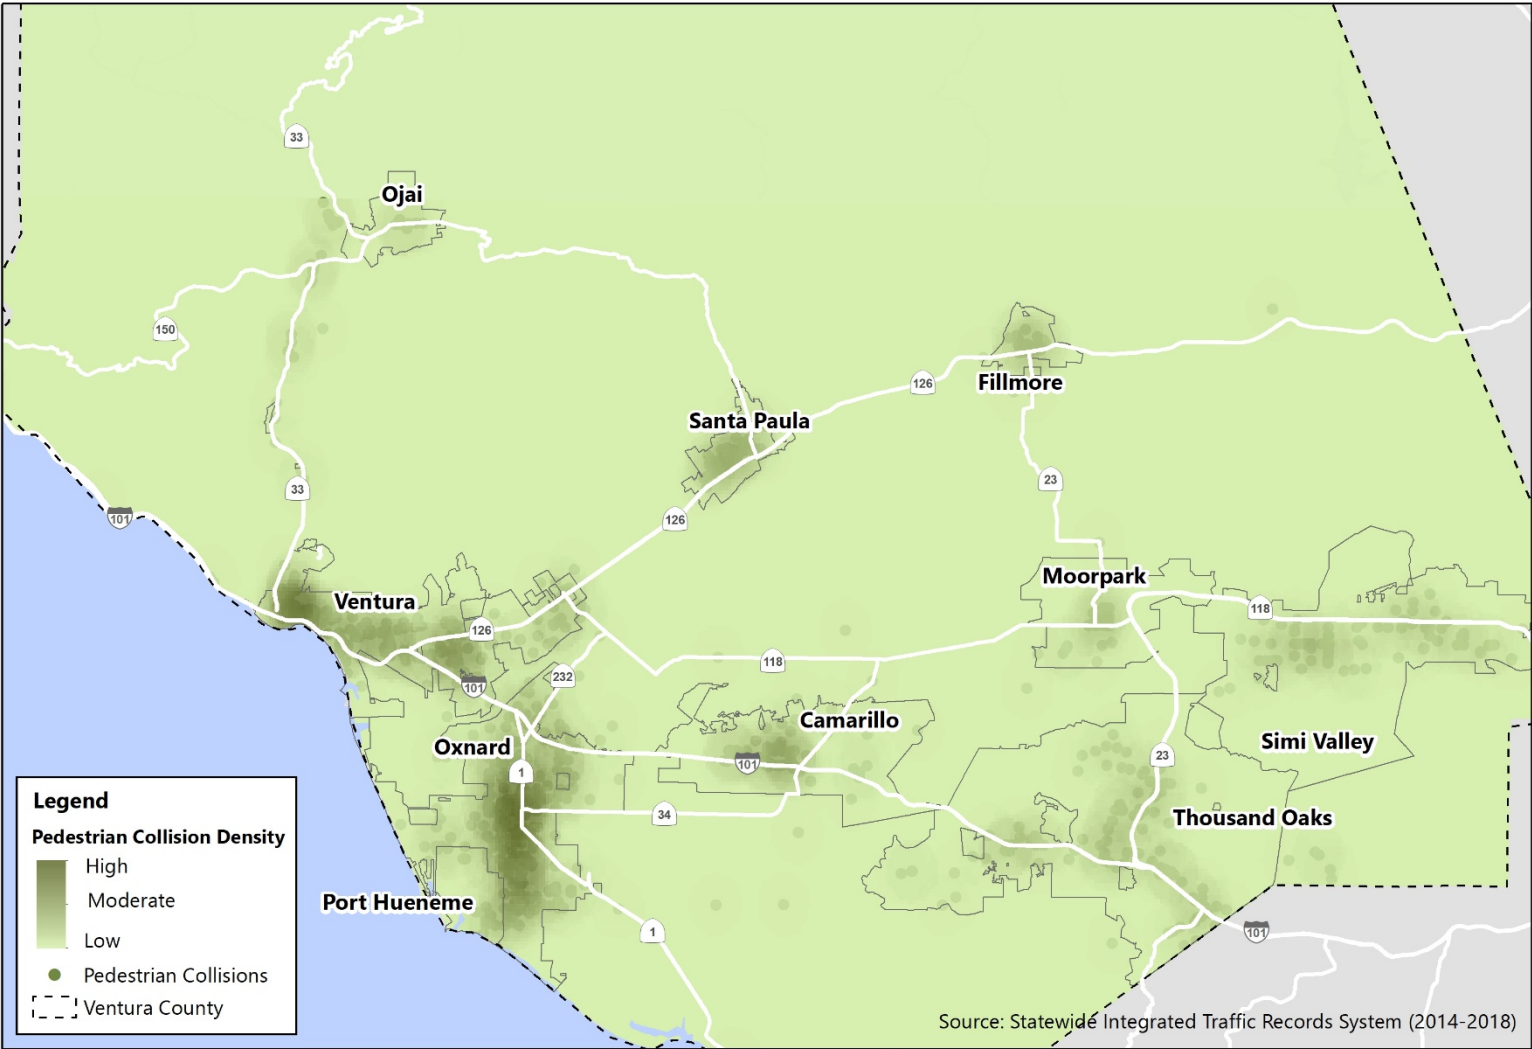 33
Ojai
150
126
Fillmore
Santa Paula
23
33
101
126
Moorpark
Ventura
118
126
118
232
101
Camarillo
Oxnard
Simi Valley
101
23
1
34
Thousand Oaks
Legend
Pedestrian Collision Density
High
Moderate
Low
Pedestrian Collisions
Ventura County
Port Hueneme
1
101
Source: Statewide Integrated Traffic Records System (2014-2018)